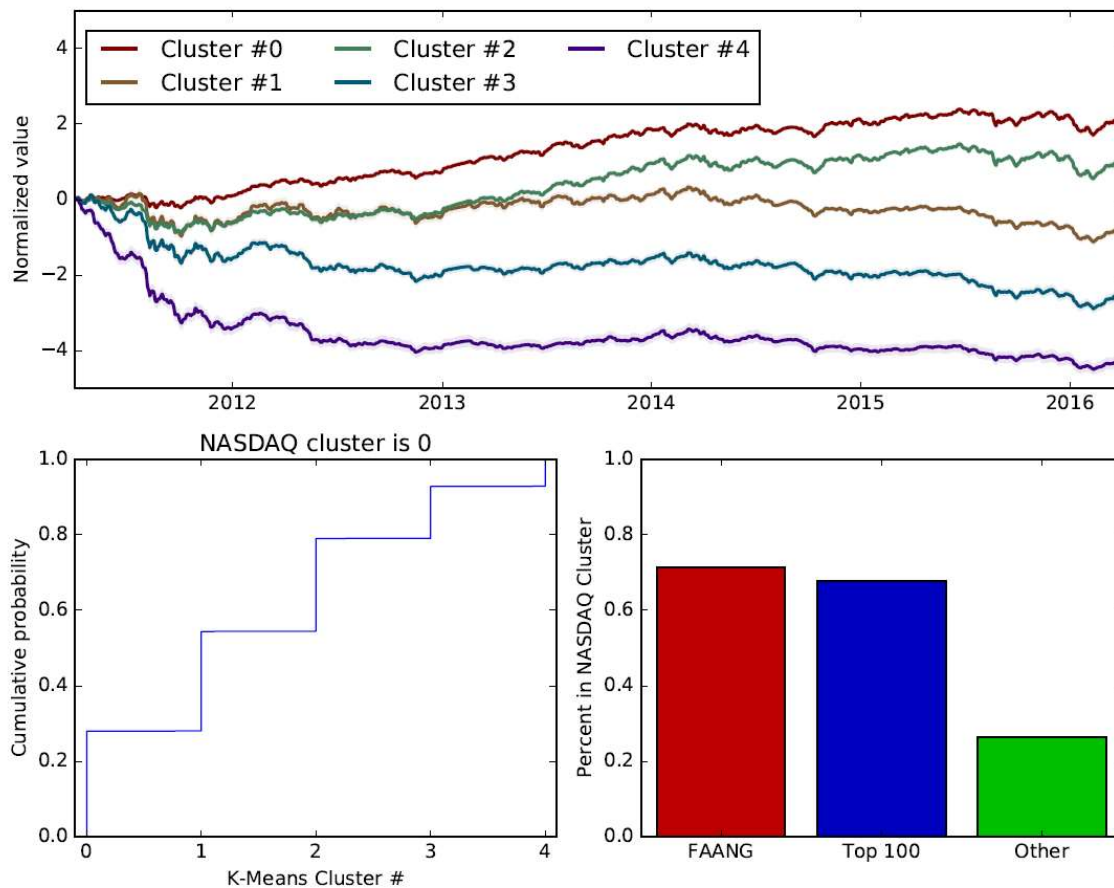 4
2
0
−2
−4
Normalized value
Cluster #0
Cluster #1
Cluster #2
Cluster #3
Cluster #4
2012 2013 2014 2015 2016
NASDAQ cluster is 0
1.0
0.8
0.6
0.4
0.2
0.0
Cumulative probability
0 1 2 3 4
K-Means Cluster #
1.0
0.8
0.6
0.4
0.2
0.0
Percent in NASDAQ Cluster
FAANG Top 100 Other